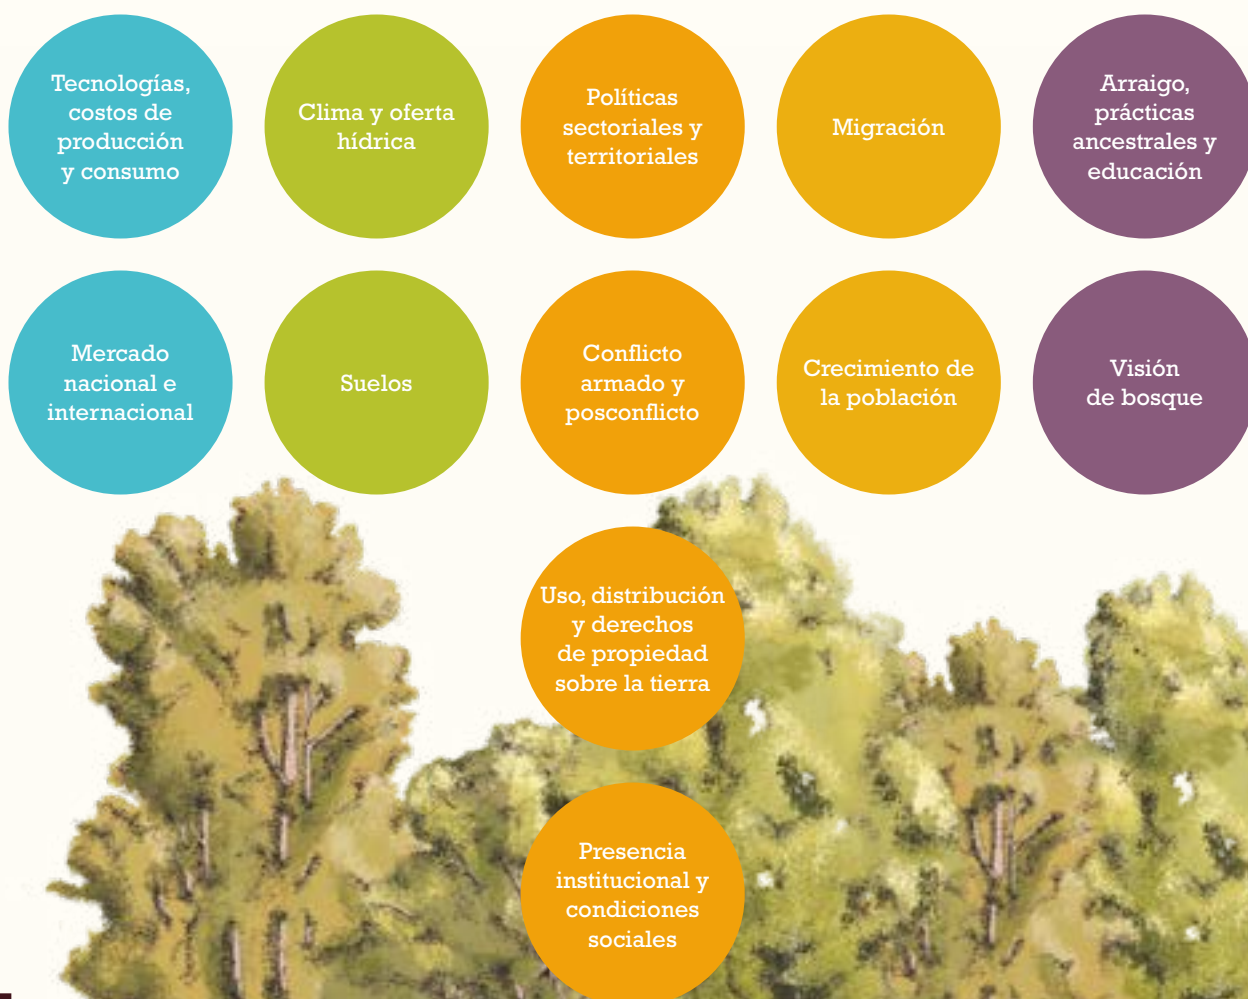 Tecnologías,
costos de
producción
y consumo
Clima y oferta
hídrica
Políticas
sectoriales y
territoriales
Migración
Arraigo,
prácticas
ancestrales y
educación
Mercado
nacional e
internacional
Suelos
Conflicto
armado y
posconflicto
Crecimiento de
la población
Visión
de bosque
Uso, distribución
y derechos
de propiedad
sobre la tierra
Presencia
institucional y
condiciones
sociales